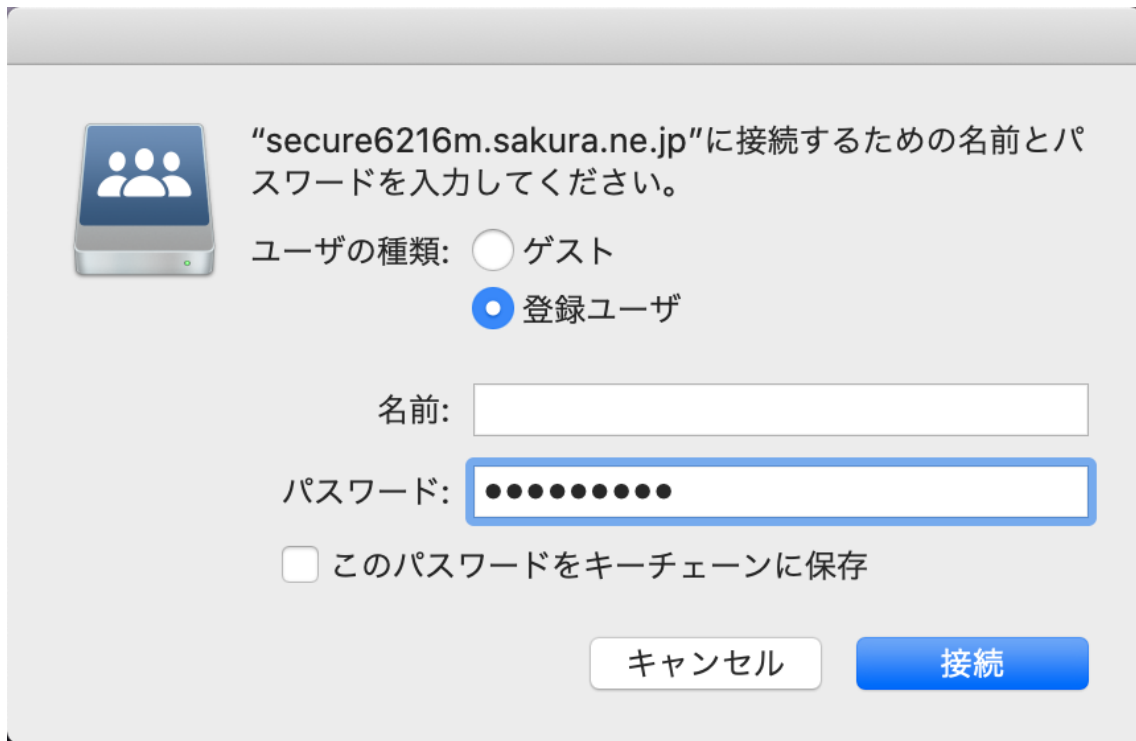 “secure6216m.sakura.ne.jp”に接続するための名前とパ
スワードを入力してください。
ユーザの種類: ゲスト
登録ユーザ
名前:
パスワード: ●●●●●●●●●
このパスワードをキーチェーンに保存
キャンセル 接続